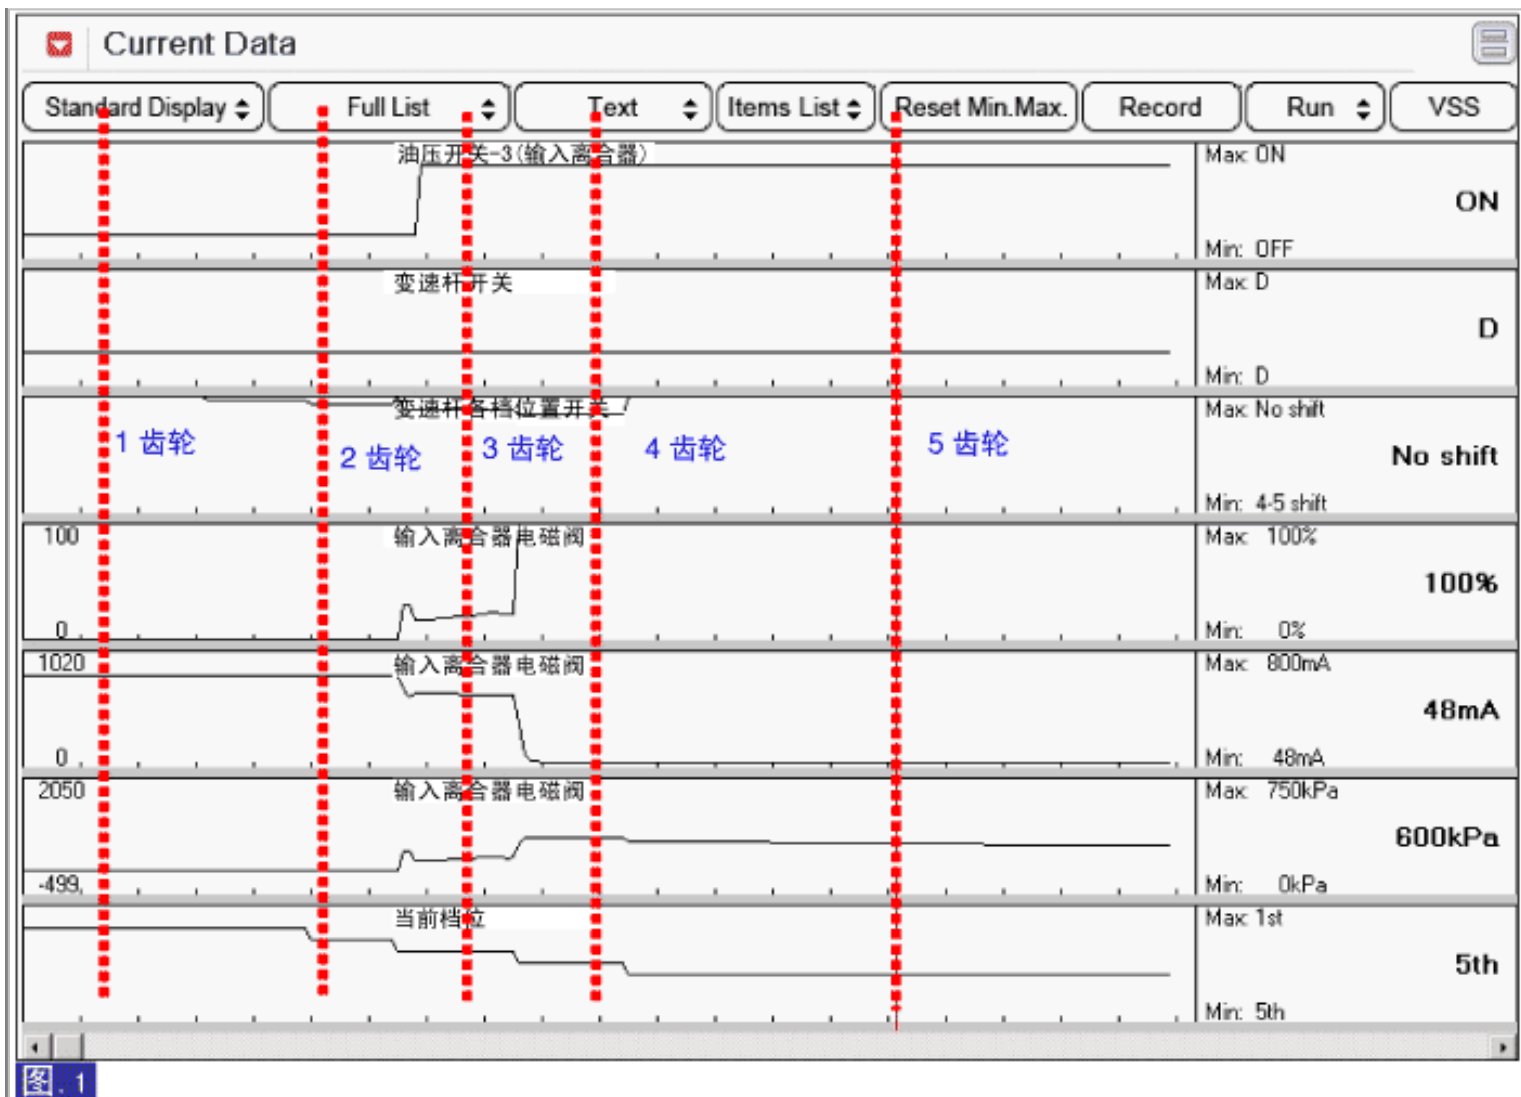 Current Data
Standard Display Full List Text Items List Reset Min.Max. Record Run VSS
油压开关-3(输入离合器) Max: ON
ON
Min: OFF
变速杆开关 Max: D
D
Min: D
变速杆各档位置开关 Max: No shift
1 齿轮 2 齿轮 3 齿轮 4 齿轮 5 齿轮
No shift
Min: 4-5 shift
100 输入离合器电磁阀 Max: 100%
100%
0 Min: 0%
1020 输入离合器电磁阀 Max: 800mA
48mA
0 Min: 48mA
2050 输入离合器电磁阀 Max: 750kPa
600kPa
-499 Min: 0kPa
当前档位 Max: 1st
5th
Min: 5th
图.1